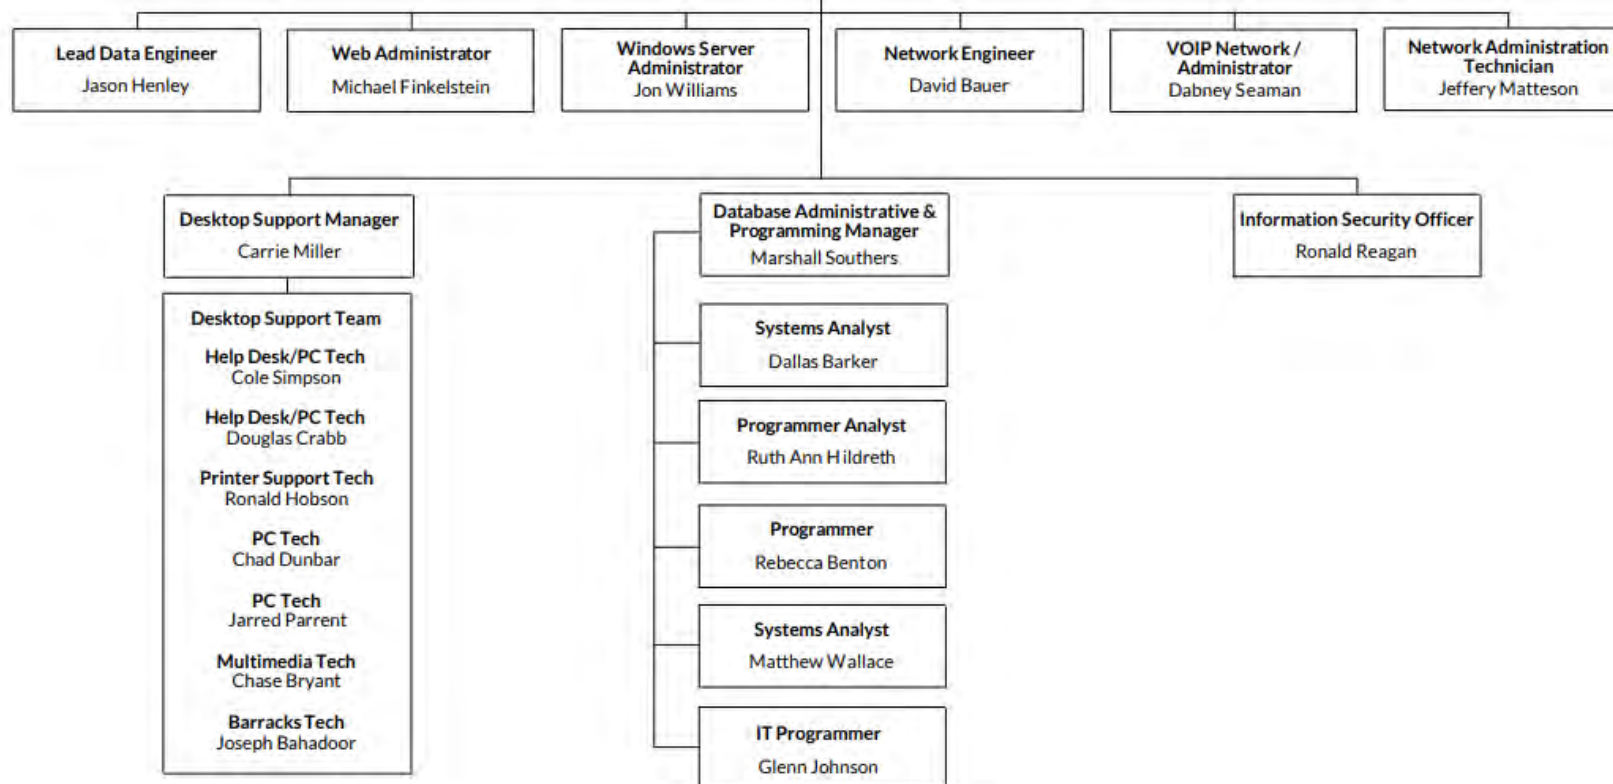 Lead Data Engineer
Jason Henley
Web Administrator
Michael Finkelstein
Windows Server
Administrator
Jon Williams
Network Engineer
David Bauer
VOIP Network /
Administrator
Dabney Seaman
Network Administration
Technician
Jeffery Matteson
Desktop Support Manager
Carrie Miller
Desktop Support Team
Help Desk/PC Tech
Cole Simpson
Help Desk/PC Tech
Douglas Crabb
Printer Support Tech
Ronald Hobson
PC Tech
Chad Dunbar
PC Tech
Jarred Parrent
Multimedia Tech
Chase Bryant
Barracks Tech
Joseph Bahadoor
Database Administrative &
Programming Manager
Marshall Southers
Systems Analyst
Dallas Barker
Programmer Analyst
Ruth Ann Hildreth
Programmer
Rebecca Benton
Systems Analyst
Matthew Wallace
IT Programmer
Glenn Johnson
Information Security Officer
Ronald Reagan